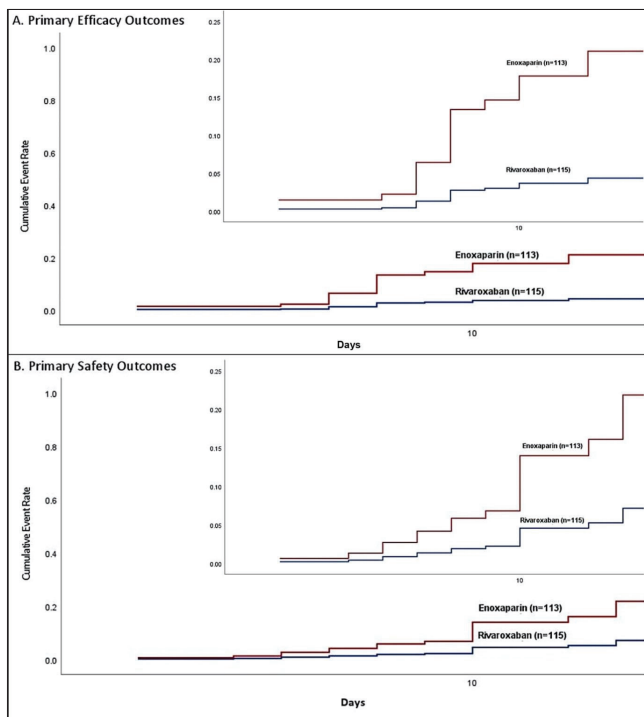 A. Primary Efficacy Outcomes
Cumulative Event Rate
1.0
0.8
0.6
0.4
0.2
0.0
0.25
0.20
0.15
0.10
0.05
0.00
Enoxaparin (n=113)
Rivaroxaban (n=115)
10
Enoxaparin (n=113)
Rivaroxaban (n=115)
10
Days
B. Primary Safety Outcomes
Cumulative Event Rate
1.0
0.8
0.6
0.4
0.2
0.0
0.25
0.20
0.15
0.10
0.05
0.00
Enoxaparin (n=113)
Rivaroxaban (n=115)
10
Enoxaparin (n=113)
Rivaroxaban (n=115)
10
Days